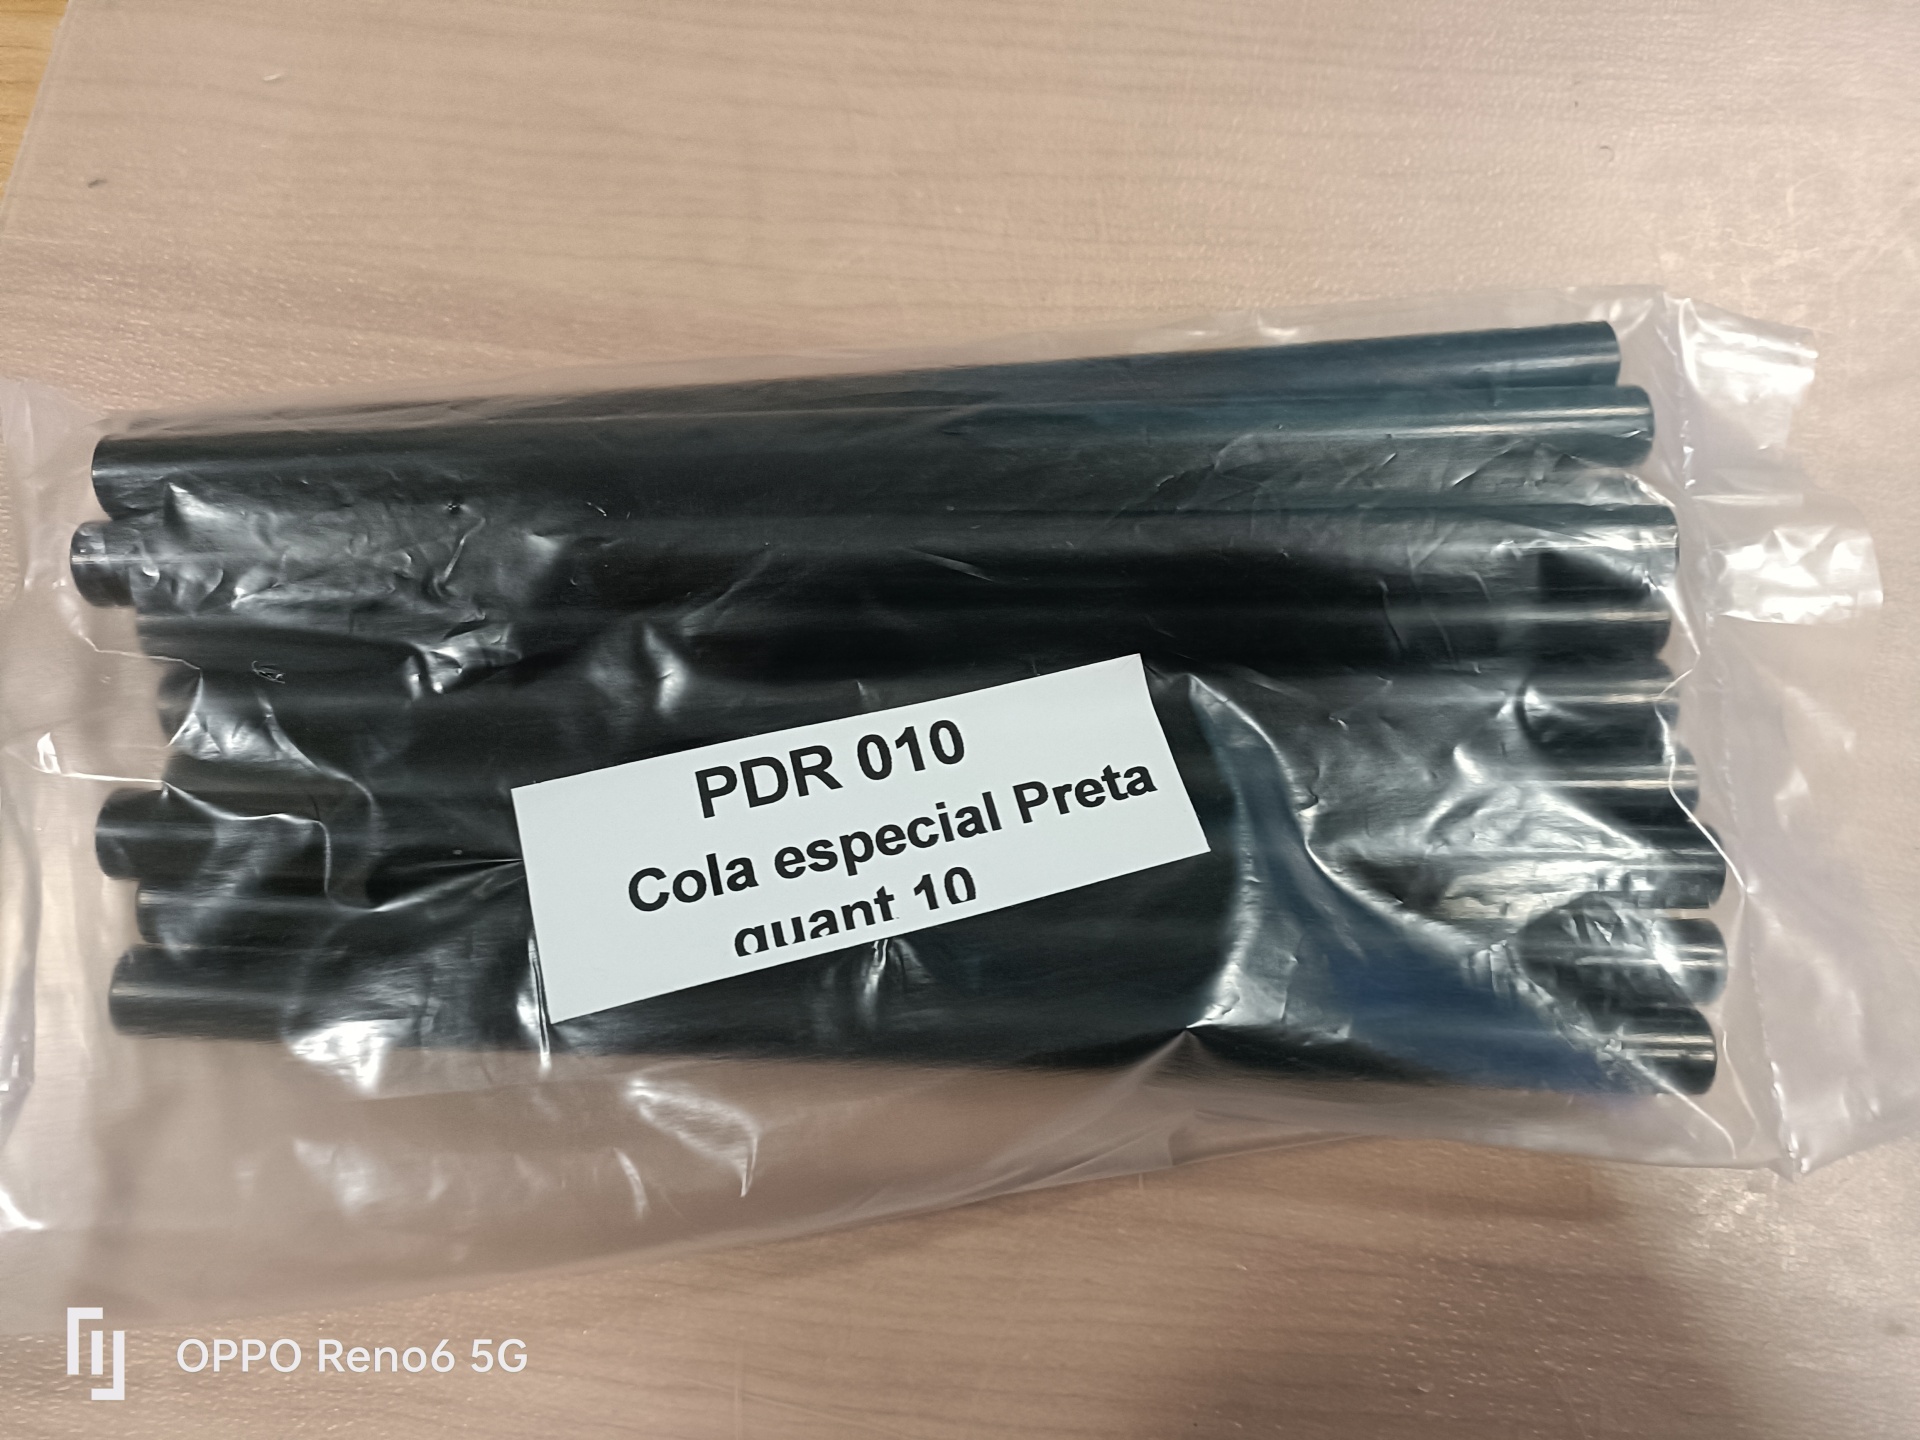 PDR 010
Cola especial Preta
quant 10
OPPO Reno6 5G